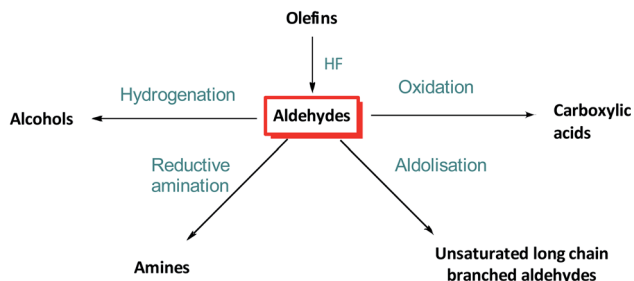 Olefins
HF
Hydrogenation
Oxidation
Alcohols
Aldehydes
Carboxylic
acids
Reductive
amination
Aldolisation
Amines
Unsaturated long chain
branched aldehydes